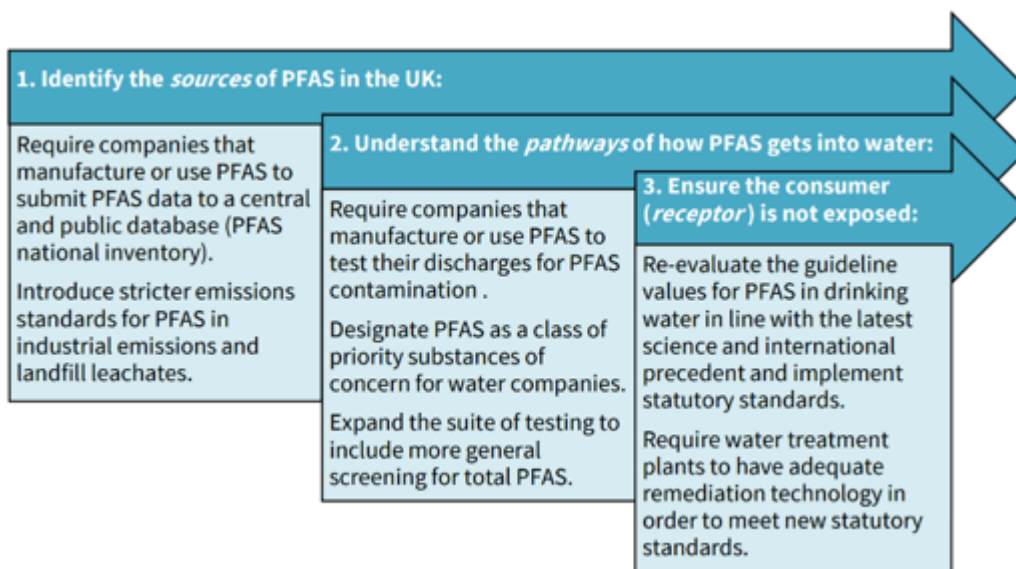 1. Identify the sources of PFAS in the UK:
Require companies that
manufacture or use PFAS to
submit PFAS data to a central
and public database (PFAS
national inventory).
Introduce stricter emissions
standards for PFAS in
industrial emissions and
landfill leachates.
2. Understand the pathways of how PFAS gets into water:
Require companies that
manufacture or use PFAS to
test their discharges for PFAS
contamination .
Designate PFAS as a class of
priority substances of
concern for water companies.
Expand the suite of testing to
include more general
screening for total PFAS.
3. Ensure the consumer
(receptor) is not exposed:
Re-evaluate the guideline
values for PFAS in drinking
water in line with the latest
science and international
precedent and implement
statutory standards.
Require water treatment
plants to have adequate
remediation technology in
order to meet new statutory
standards.